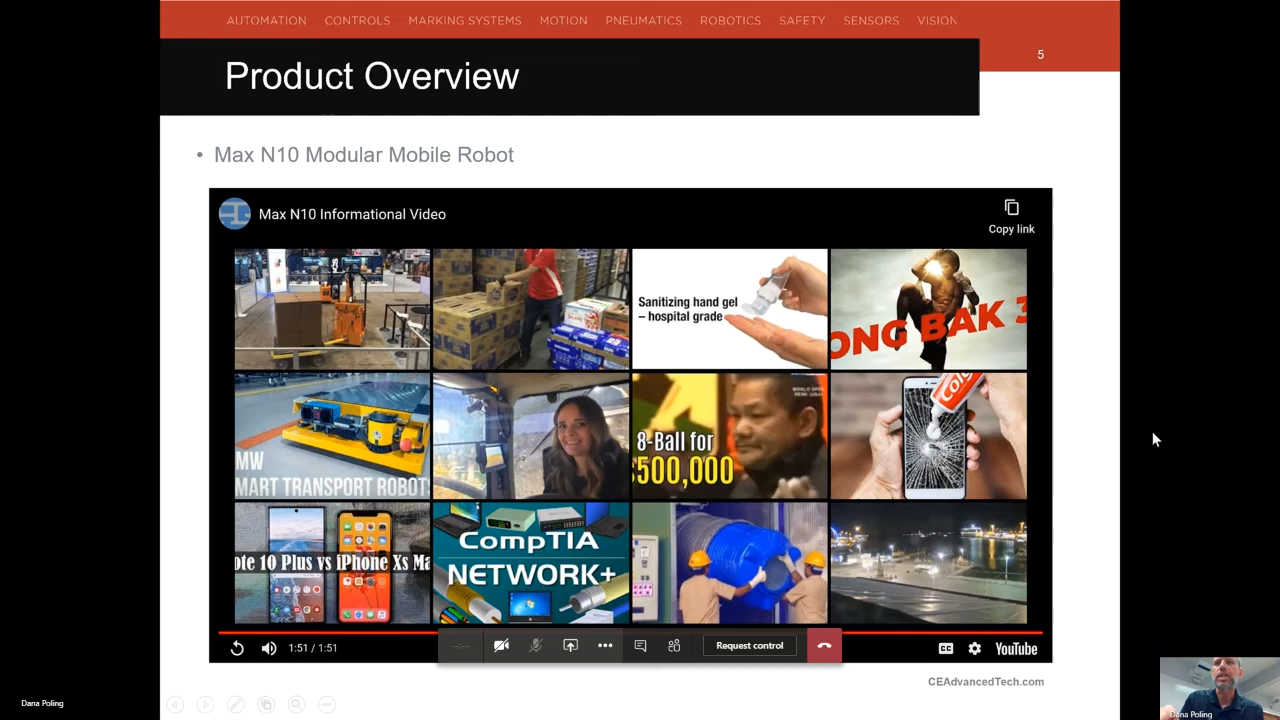 AUTOMATION CONTROLS MARKING SYSTEMS MOTION PNEUMATICS ROBOTICS SAFETY SENSORS VISION
5
Product Overview
• Max N10 Modular Mobile Robot
Max N10 Informational Video
Copy link
Sanitizing hand gel
– hospital grade
ONG BAK 3
MW
MART TRANSPORT ROBOTS
8-Ball for
$500,000
Colg
ote 10 Plus vs iPhone Xs Ma
CompTIA
NETWORK+
1:51 / 1:51
Request control
CC
YouTube
CEAdvancedTech.com
Dana Poling
Dana Poling